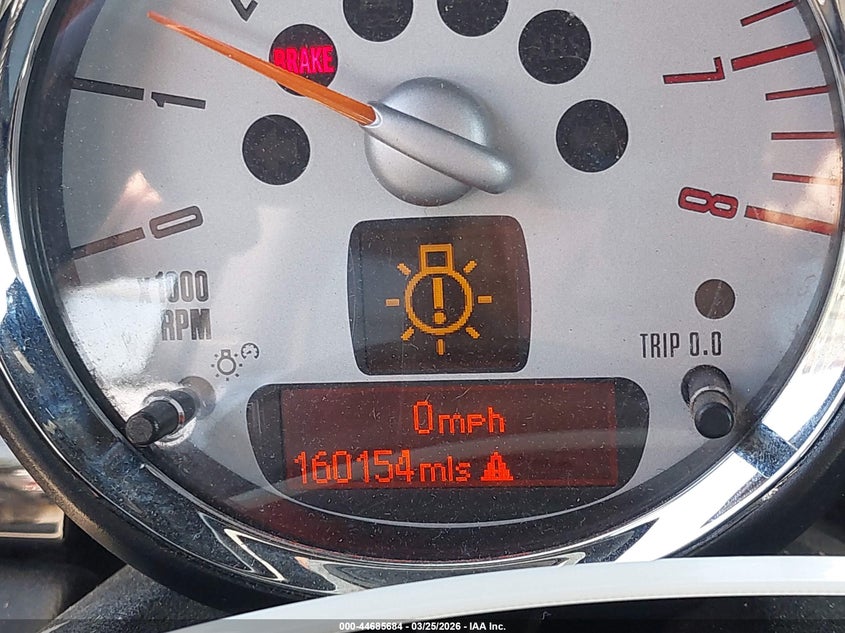 BRAKE
1
7
0
8
x1000
RPM
TRIP 0.0
0mph
160154mls
000-44685684 | 03/25/2026 - IAA Inc.